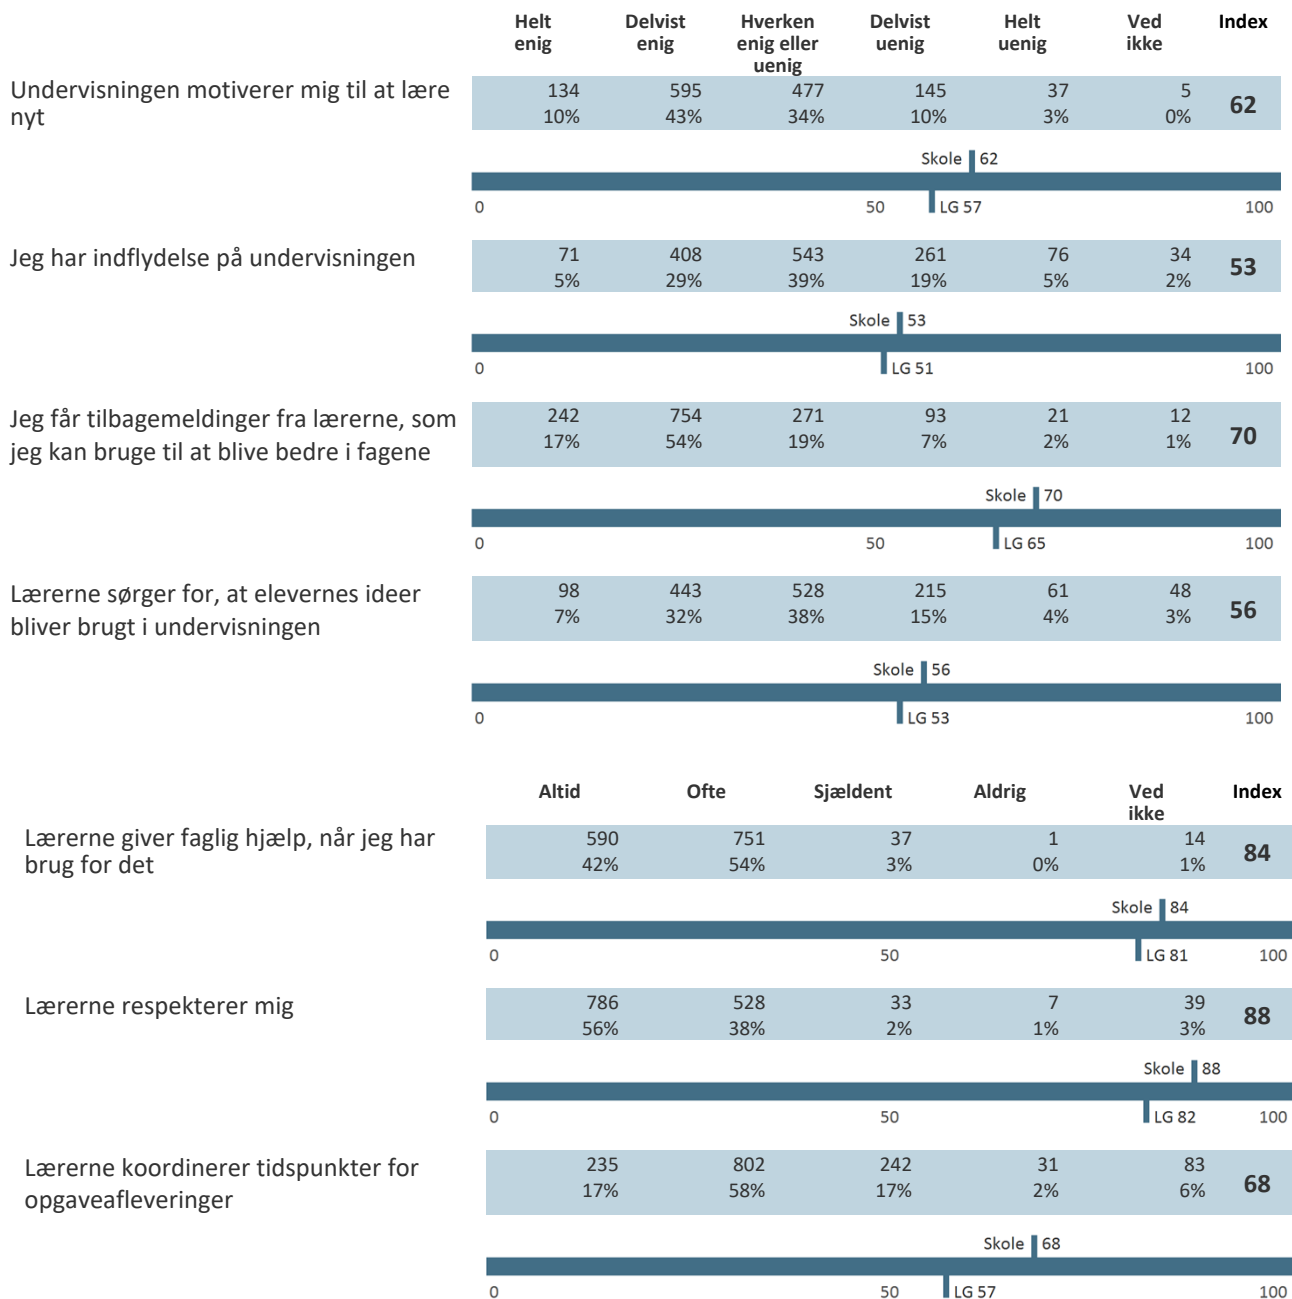 Helt Delvist Hverken Delvist Helt Ved Index
enig enig enig eller uenig uenig ikke
uenig
Undervisningen motiverer mig til at lære 134 595 477 145 37 5 62
nyt 10% 43% 34% 10% 3% 0%
Skole 62
0 50 LG 57 100
Jeg har indflydelse på undervisningen 71 408 543 261 76 34 53
5% 29% 39% 19% 5% 2%
Skole 53
0 LG 51 100
Jeg får tilbagemeldinger fra lærerne, som 242 754 271 93 21 12 70
jeg kan bruge til at blive bedre i fagene 17% 54% 19% 7% 2% 1%
Skole 70
0 50 LG 65 100
Lærerne sørger for, at elevernes ideer 98 443 528 215 61 48 56
bliver brugt i undervisningen 7% 32% 38% 15% 4% 3%
Skole 56
0 LG 53 100
Altid Ofte Sjældent Aldrig Ved Index
ikke
Lærerne giver faglig hjælp, når jeg har 590 751 37 1 14 84
brug for det 42% 54% 3% 0% 1%
Skole 84
0 50 LG 81 100
Lærerne respekterer mig 786 528 33 7 39 88
56% 38% 2% 1% 3%
Skole 88
0 50 LG 82 100
Lærerne koordinerer tidspunkter for 235 802 242 31 83 68
opgaveafleveringer 17% 58% 17% 2% 6%
Skole 68
0 50 LG 57 100